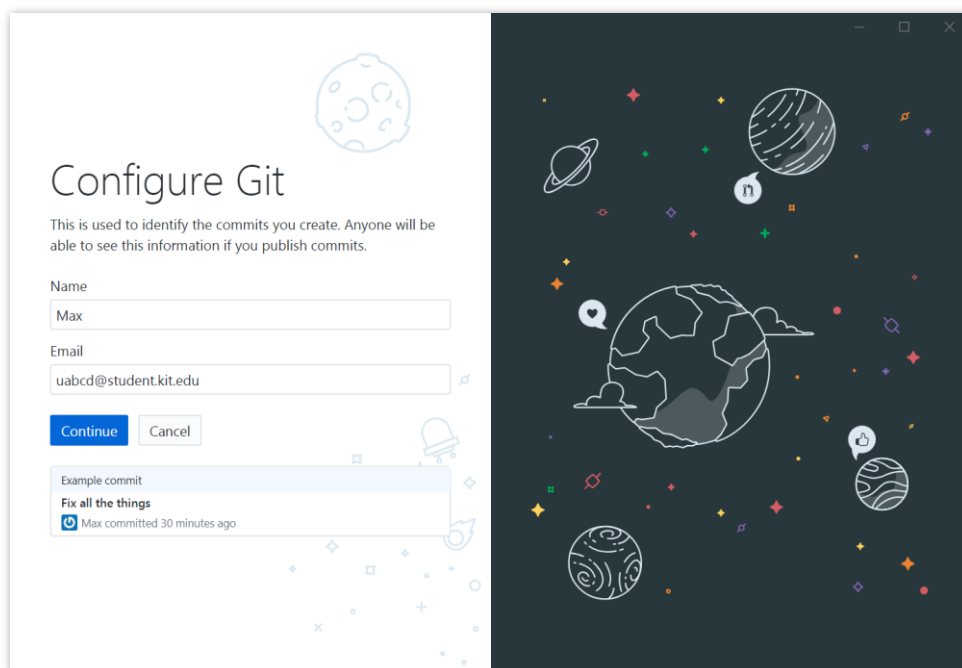 Configure Git
This is used to identify the commits you create. Anyone will be
able to see this information if you publish commits.
Name
Max
Email
uabcd@student.kit.edu
Continue Cancel
Example commit
Fix all the things
Max committed 30 minutes ago